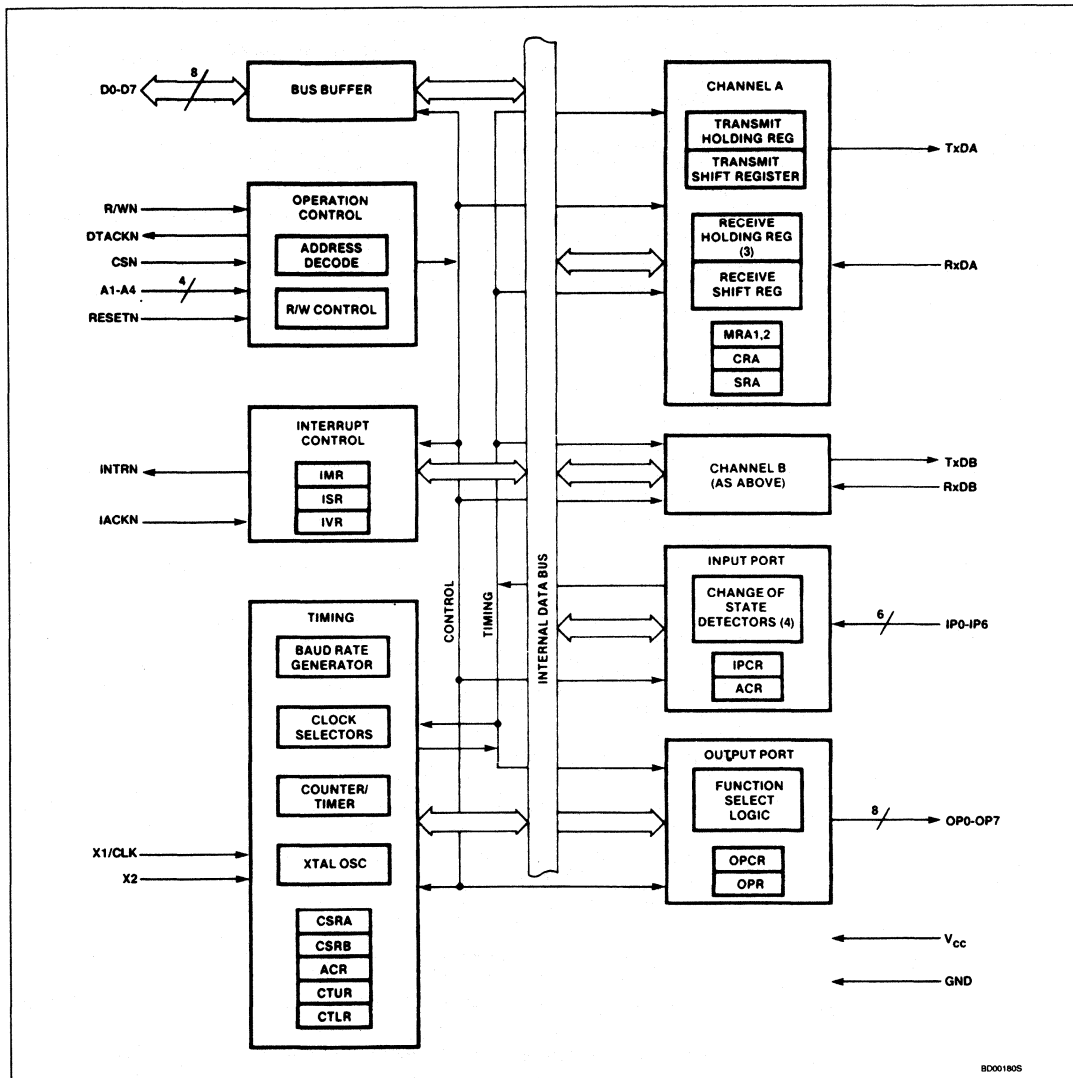 D0-D7
8
BUS BUFFER
R/WN
DTACKN
CSN
A1-A4
4
RESETN
OPERATION
CONTROL
ADDRESS
DECODE
R/W CONTROL
INTRN
IACKN
INTERRUPT
CONTROL
IMR
ISR
IVR
TIMING
BAUD RATE
GENERATOR
CLOCK
SELECTORS
COUNTER/
TIMER
XTAL OSC
X1/CLK
X2
CSRA
CSRB
ACR
CTUR
CTLR
CONTROL
TIMING
INTERNAL DATA BUS
CHANNEL A
TRANSMIT
HOLDING REG
TRANSMIT
SHIFT REGISTER
RECEIVE
HOLDING REG
(3)
RECEIVE
SHIFT REG
MRA1,2
CRA
SRA
TxDA
RxDA
CHANNEL B
(AS ABOVE)
TxDB
RxDB
INPUT PORT
CHANGE OF
STATE
DETECTORS (4)
IPCR
ACR
6
IP0-IP6
OUTPUT PORT
FUNCTION
SELECT
LOGIC
OPCR
OPR
8
OP0-OP7
VCC
GND
BD00180S